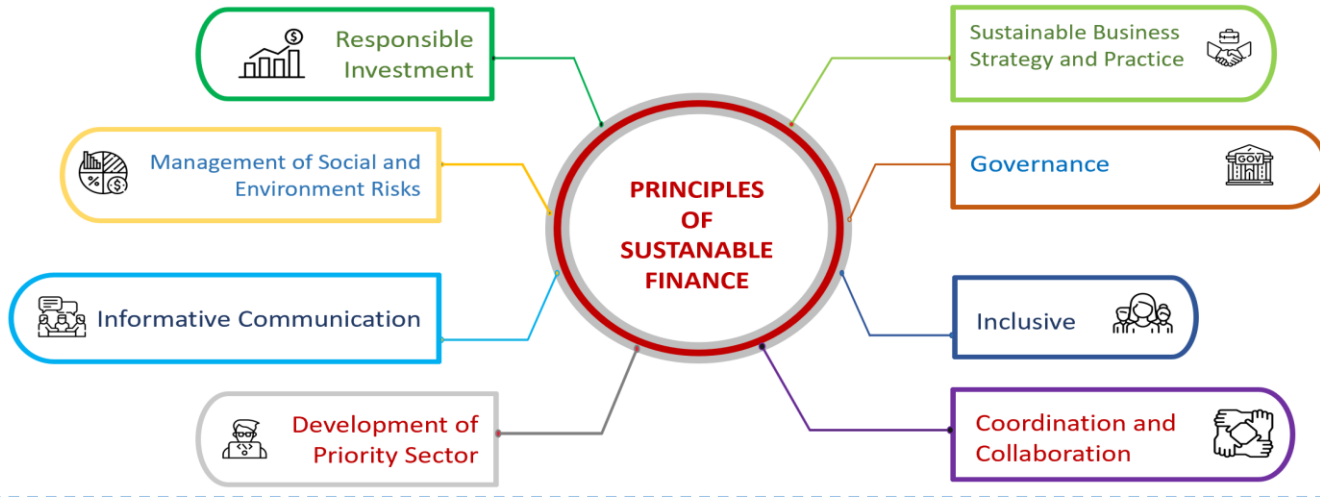 Responsible
Investment
Sustainable Business
Strategy and Practice
Management of Social and
Environment Risks
Governance
GOV
PRINCIPLES
OF
SUSTANABLE
FINANCE
Informative Communication
Inclusive
Development of
Priority Sector
Coordination and
Collaboration